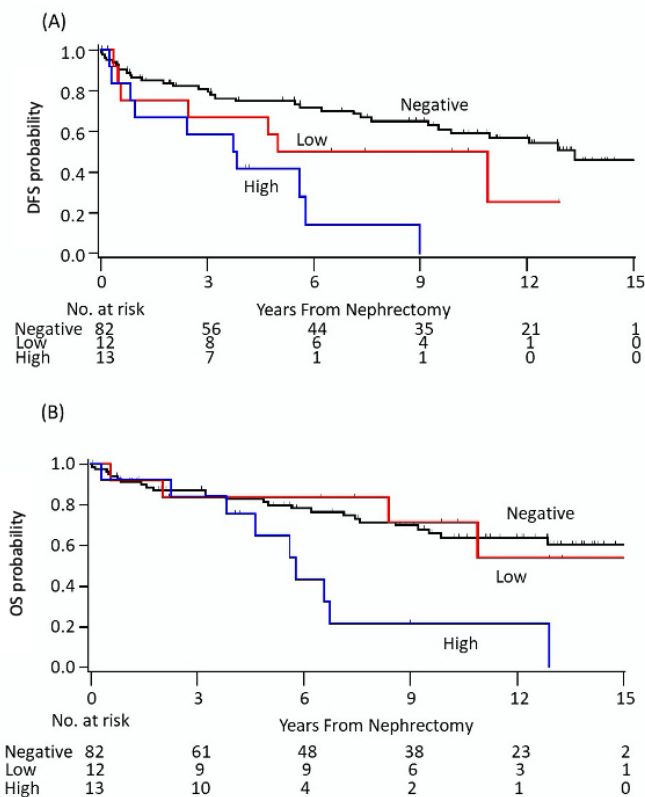 (A)
1.0
0.8
0.6
0.4
0.2
0.0
DFS probability
Negative
Low
High
0 3 6 9 12 15
No. at risk Years From Nephrectomy
Negative 82 56 44 35 21 1
Low 12 8 6 4 1 0
High 13 7 1 1 0 0
(B)
1.0
0.8
0.6
0.4
0.2
0.0
OS probability
Negative
Low
High
0 3 6 9 12 15
No. at risk Years From Nephrectomy
Negative 82 61 48 38 23 2
Low 12 9 9 6 3 1
High 13 10 4 2 1 0